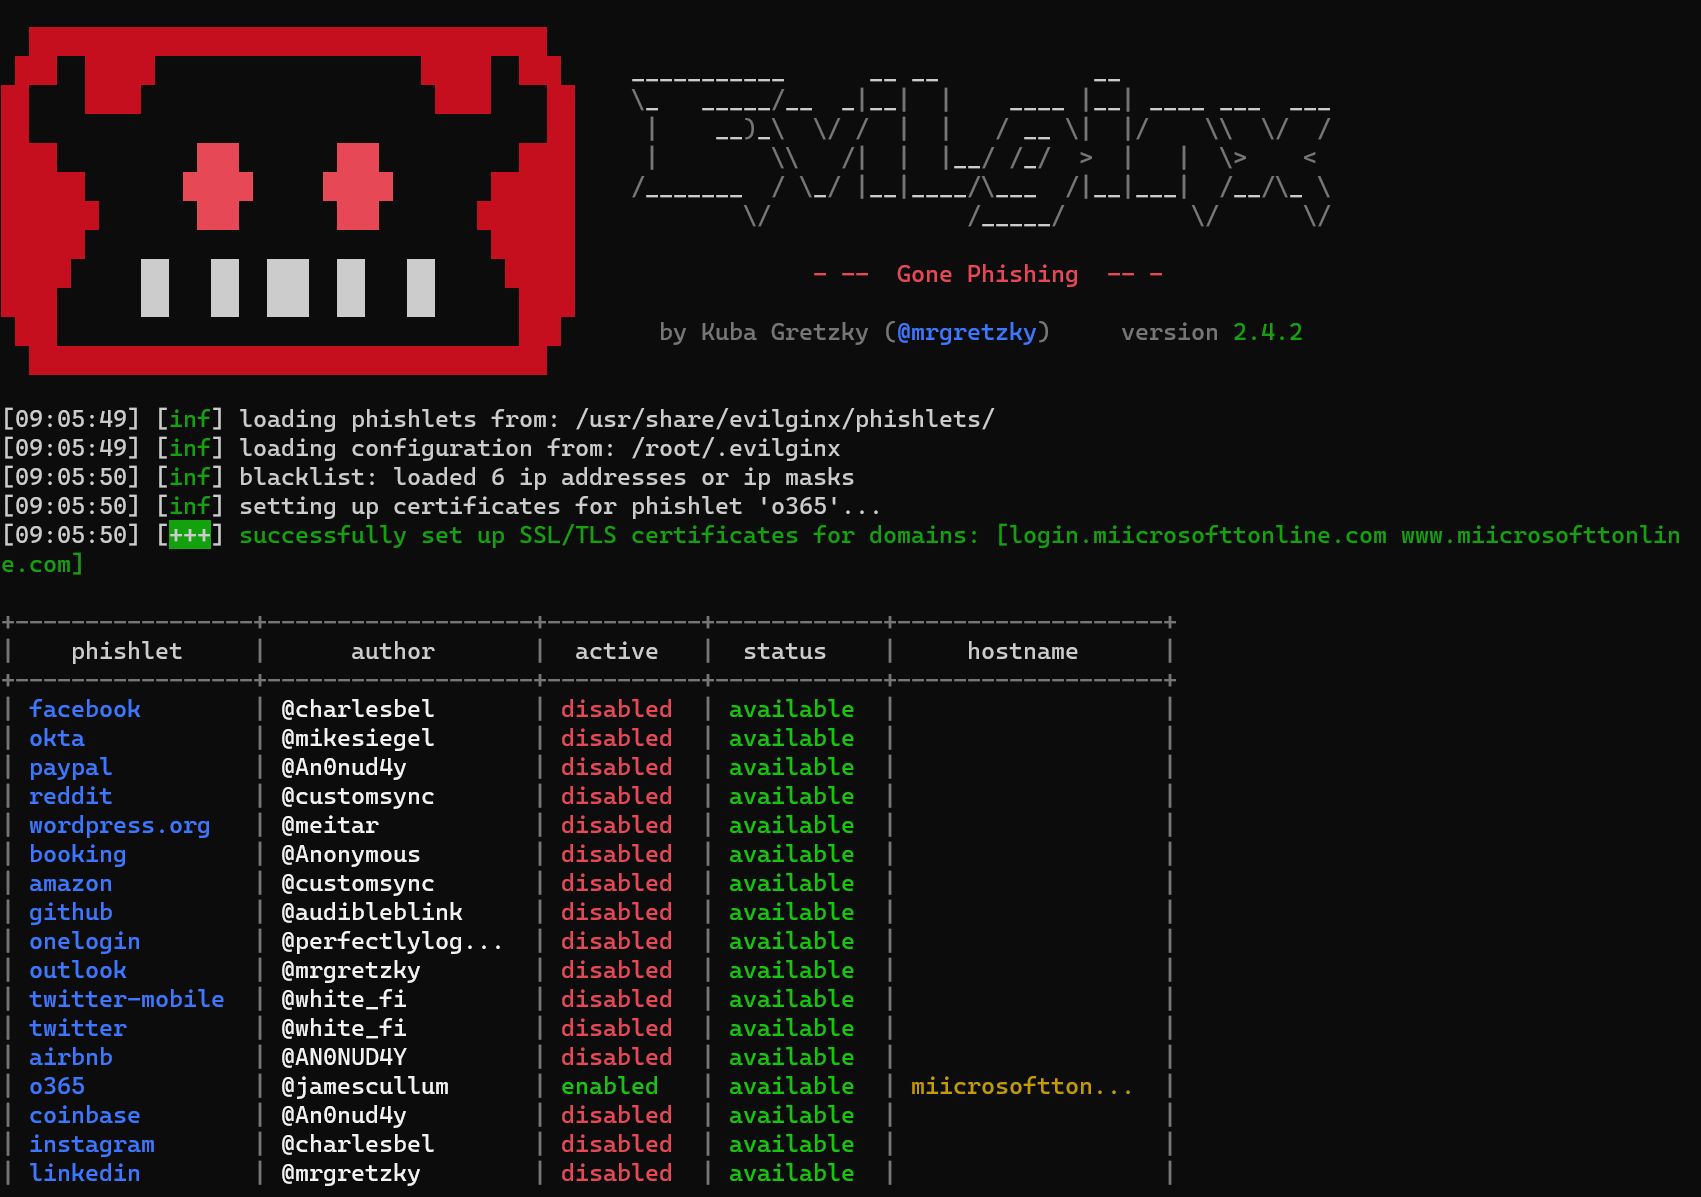 - -- Gone Phishing -- -
by Kuba Gretzky (@mrgretzky) version 2.4.2
[09:05:49] [inf] loading phishlets from: /usr/share/evilginx/phishlets/
[09:05:49] [inf] loading configuration from: /root/.evilginx
[09:05:50] [inf] blacklist: loaded 6 ip addresses or ip masks
[09:05:50] [inf] setting up certificates for phishlet 'o365'...
[09:05:50] [+++] successfully set up SSL/TLS certificates for domains: [login.miicrosofttonline.com www.miicrosofttonlin
e.com]
phishlet | author | active | status | hostname
facebook | @charlesbel | disabled | available |
okta | @mikesiegel | disabled | available |
paypal | @An0nud4y | disabled | available |
reddit | @customsync | disabled | available |
wordpress.org | @meitar | disabled | available |
booking | @Anonymous | disabled | available |
amazon | @customsync | disabled | available |
github | @audibleblink | disabled | available |
onelogin | @perfectlylog... | disabled | available |
outlook | @mrgretzky | disabled | available |
twitter-mobile | @white_fi | disabled | available |
twitter | @white_fi | disabled | available |
airbnb | @AN0NUD4Y | disabled | available |
o365 | @jamescullum | enabled | available | miicrosoftton...
coinbase | @An0nud4y | disabled | available |
instagram | @charlesbel | disabled | available |
linkedin | @mrgretzky | disabled | available |